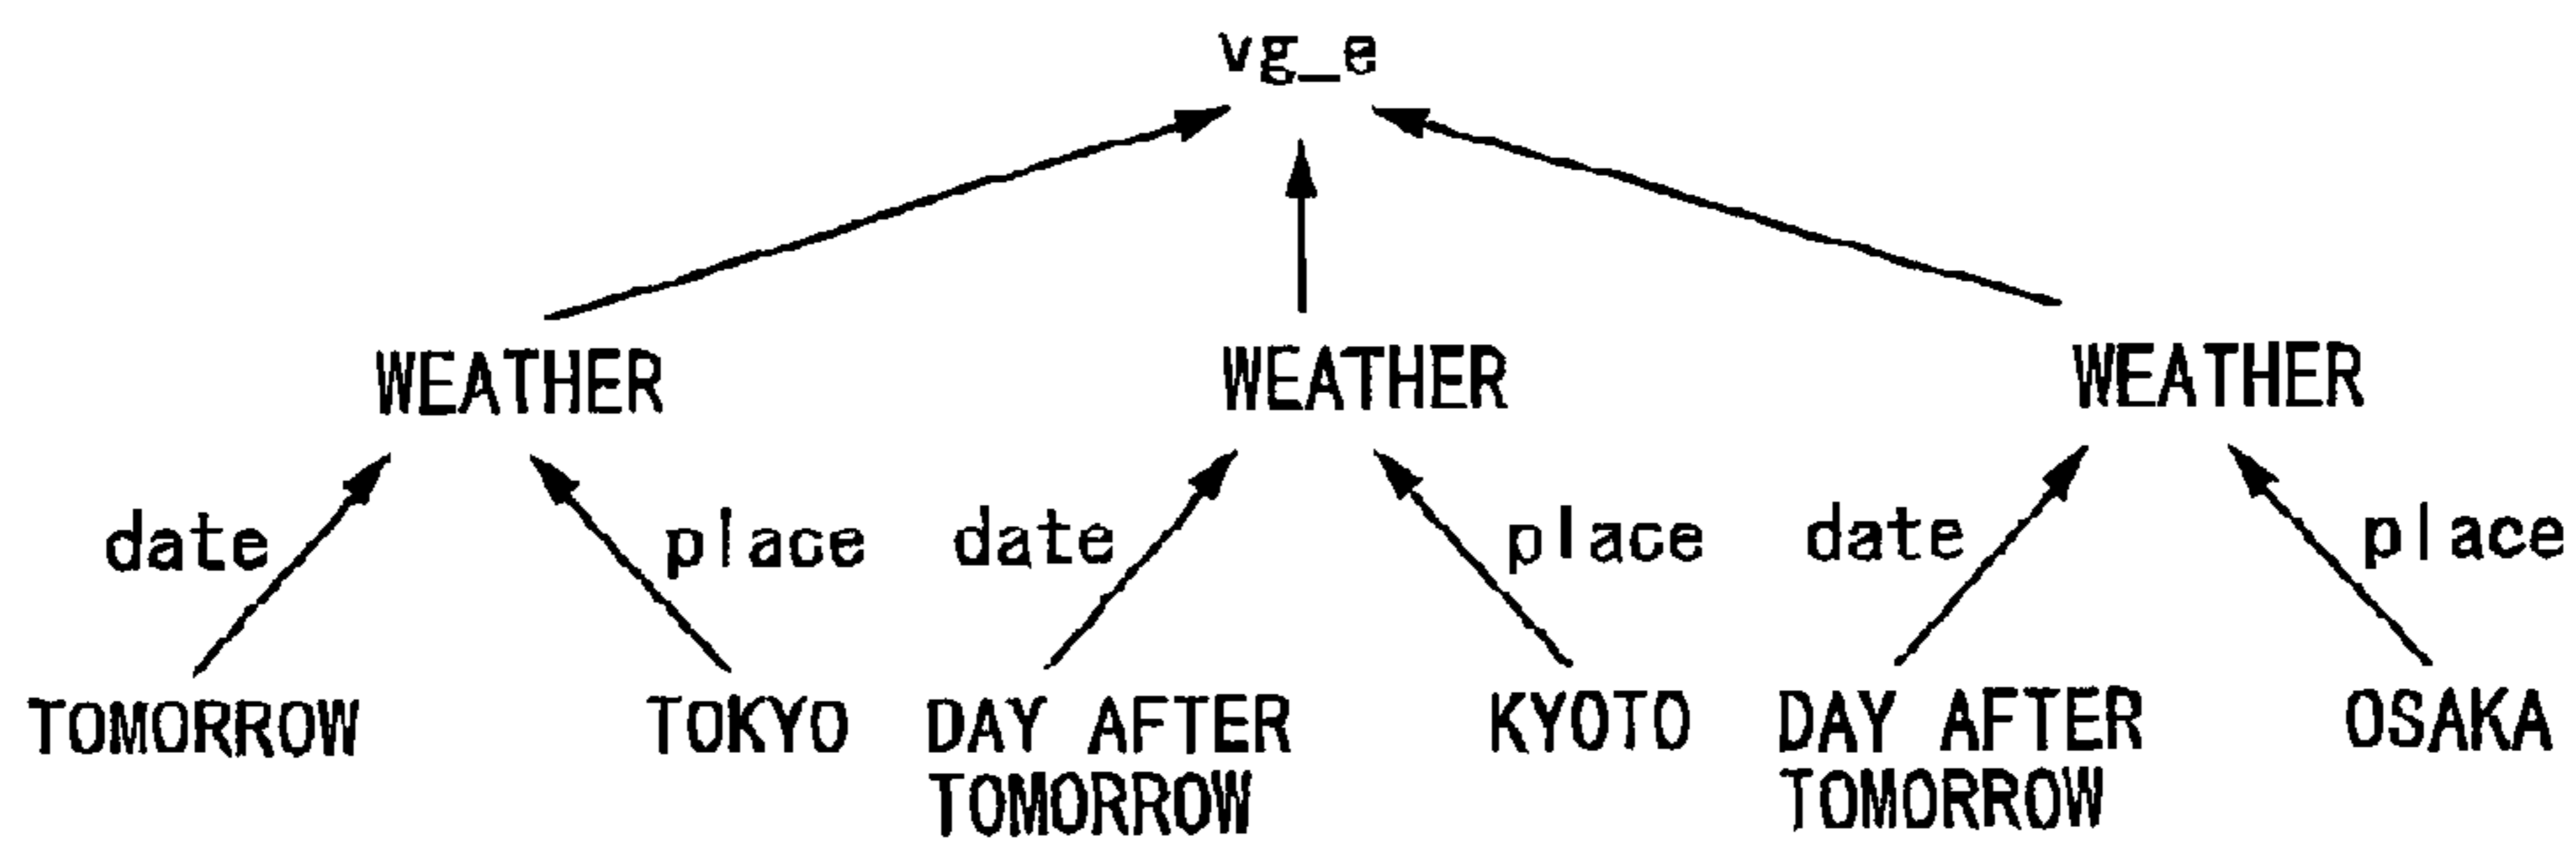 vg_e
WEATHER WEATHER WEATHER
date place date place date place
TOMORROW TOKYO DAY AFTER KYOTO DAY AFTER OSAKA
TOMORROW TOMORROW